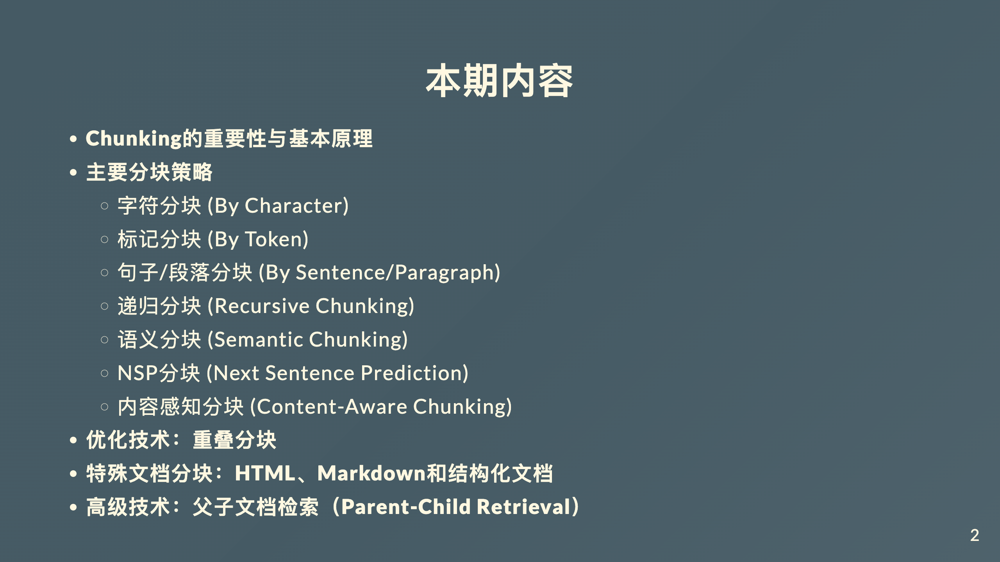 本期内容
Chunking的重要性与基本原理
主要分块策略
字符分块 (By Character)
标记分块 (By Token)
句子/段落分块 (By Sentence/Paragraph)
递归分块 (Recursive Chunking)
语义分块 (Semantic Chunking)
NSP分块 (Next Sentence Prediction)
内容感知分块 (Content-Aware Chunking)
优化技术：重叠分块
特殊文档分块：HTML、Markdown和结构化文档
高级技术：父子文档检索（Parent-Child Retrieval）
2